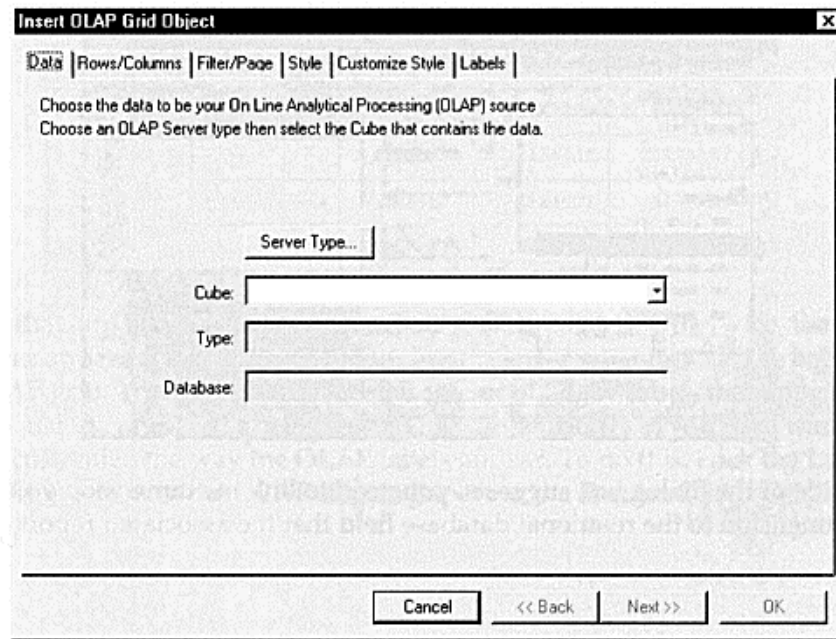 Insert OLAP Grid Object
Data Rows/Columns Filter/Page Style Customize Style Labels
Choose the data to be your On Line Analytical Processing (OLAP) source
Choose an OLAP Server type then select the Cube that contains the data.
Server Type...
Cube:
Type:
Database:
Cancel << Back Next >> OK